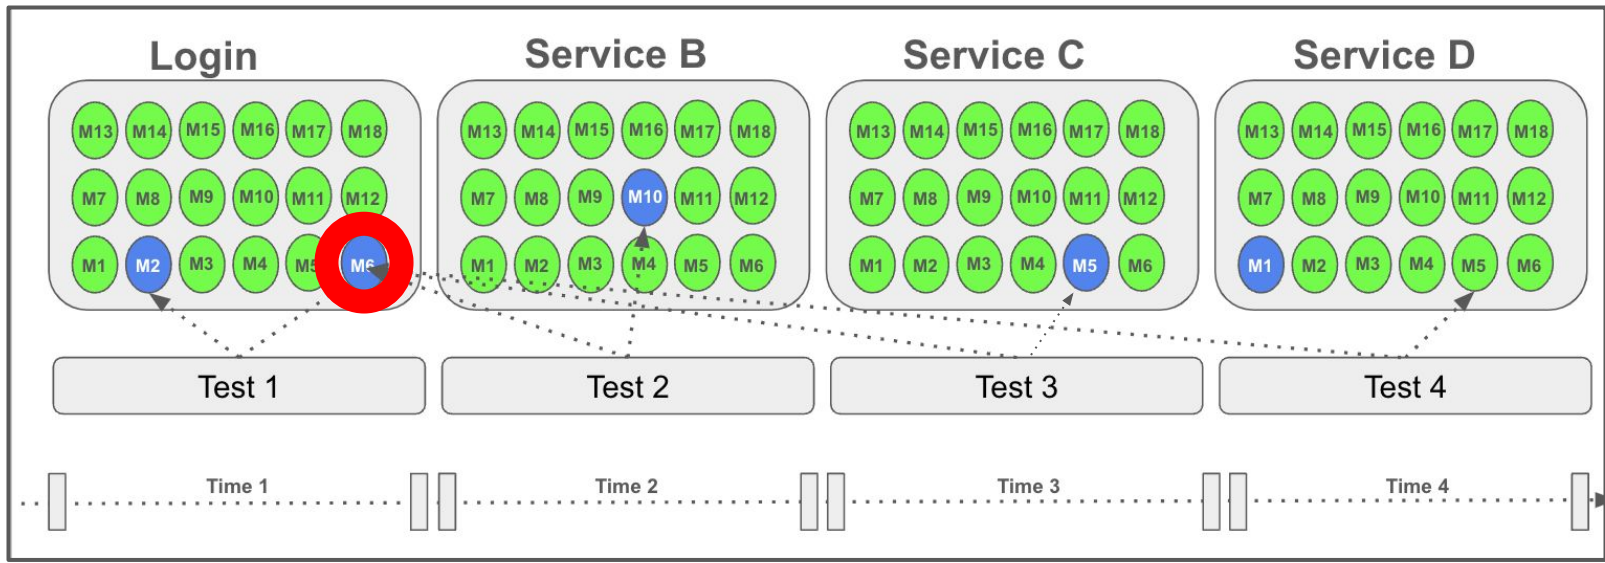 Login Service B Service C Service D
M13 M14 M15 M16 M17 M18 M13 M14 M15 M16 M17 M18 M13 M14 M15 M16 M17 M18 M13 M14 M15 M16 M17 M18
M7 M8 M9 M10 M11 M12 M7 M8 M9 M10 M11 M12 M7 M8 M9 M10 M11 M12 M7 M8 M9 M10 M11 M12
M1 M2 M3 M4 M5 M6 M1 M2 M3 M4 M5 M6 M1 M2 M3 M4 M5 M6 M1 M2 M3 M4 M5 M6
Test 1 Test 2 Test 3 Test 4
Time 1 Time 2 Time 3 Time 4